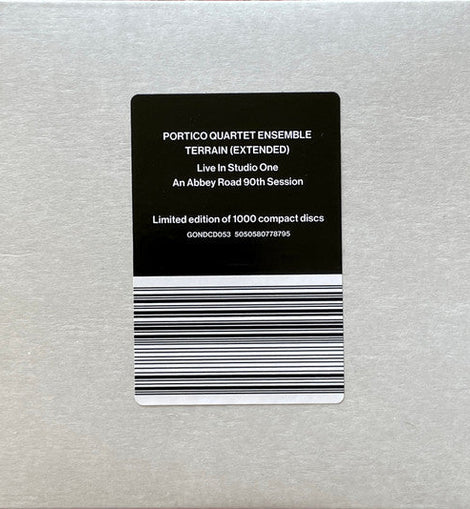 PORTICO QUARTET ENSEMBLE
TERRAIN (EXTENDED)
Live In Studio One
An Abbey Road 90th Session
Limited edition of 1000 compact discs
GONDCD053 5050580778795